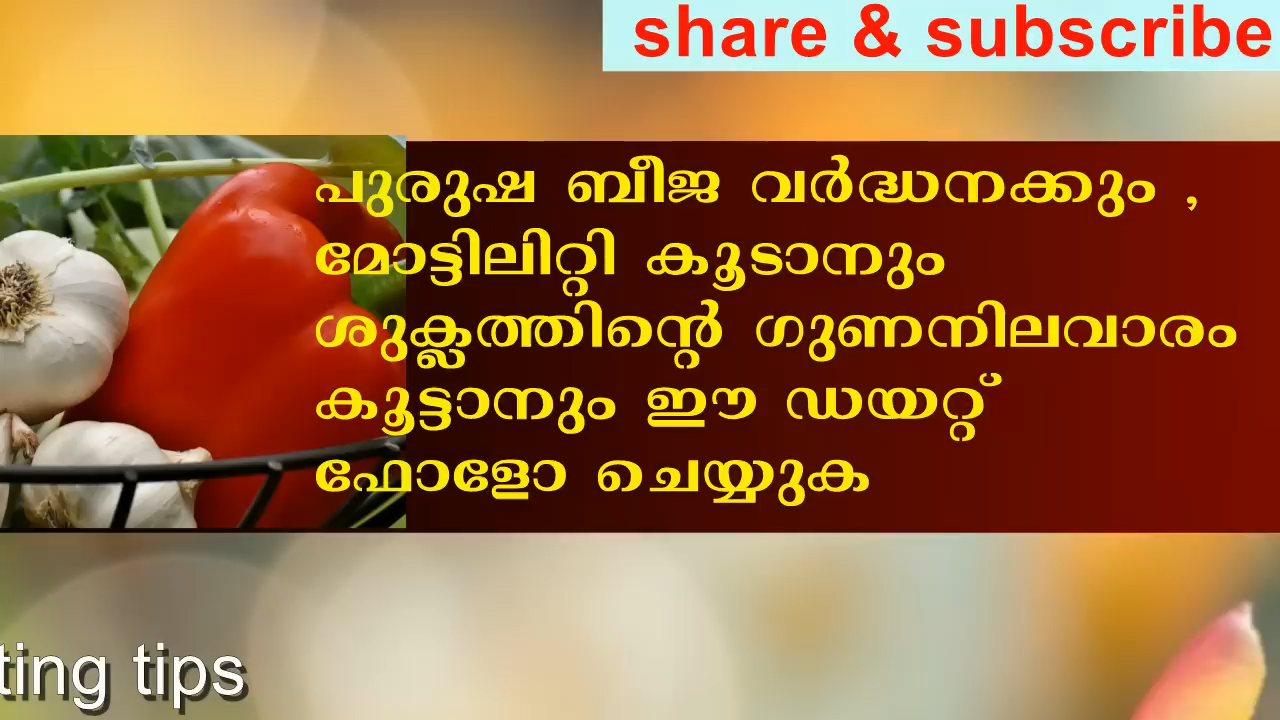 share & subscribe
പുരുഷ ബീജ വർദ്ധനക്കും ,
മോട്ടിലിറ്റി കൂടാനും
ശുക്ലത്തിന്റെ ഗുണനിലവാരം
കൂട്ടാനും ഈ ഡയറ്റ്
ഫോളോ ചെയ്യുക
ting tips